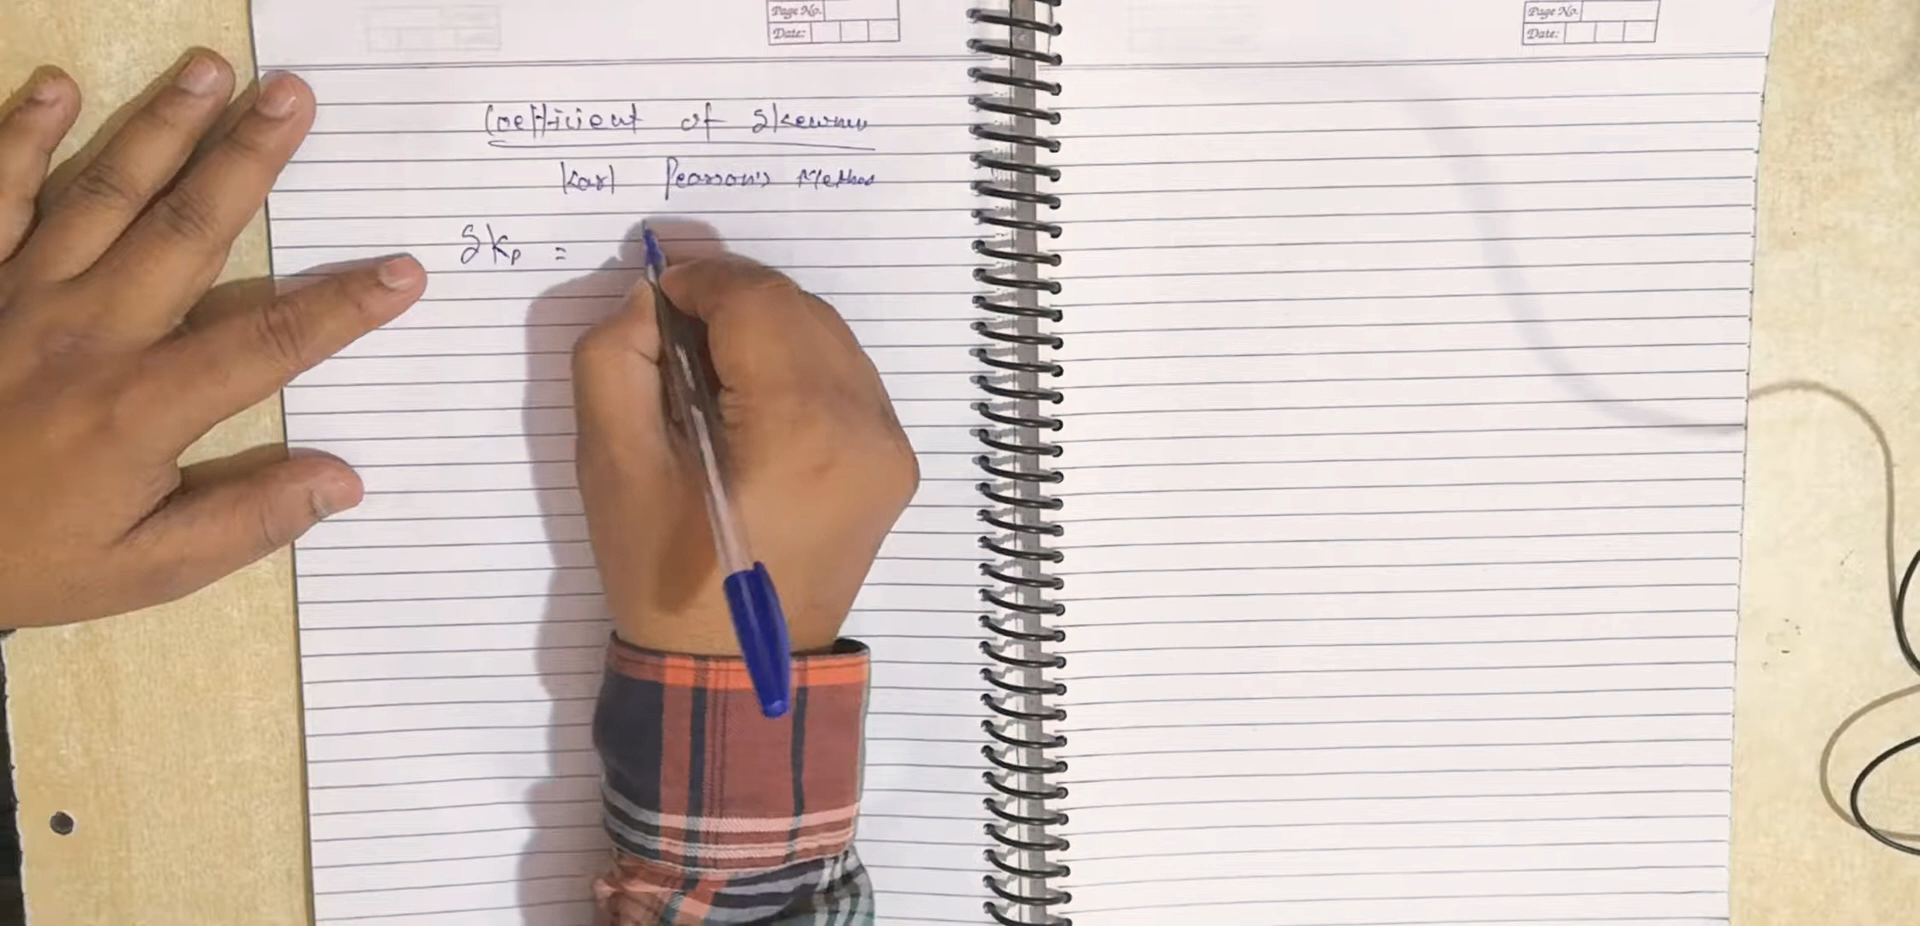 Page No.
Date:
Page No.
Date:
Coefficient of Skewness
Karl Pearson's Method
SKp =